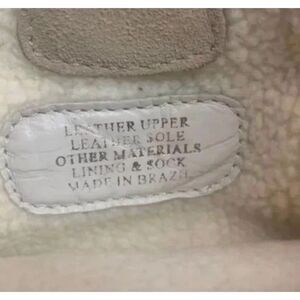 LEATHER UPPER
LEATHER SOLE
OTHER MATERIALS
LINING & SOCK
MADE IN BRAZIL